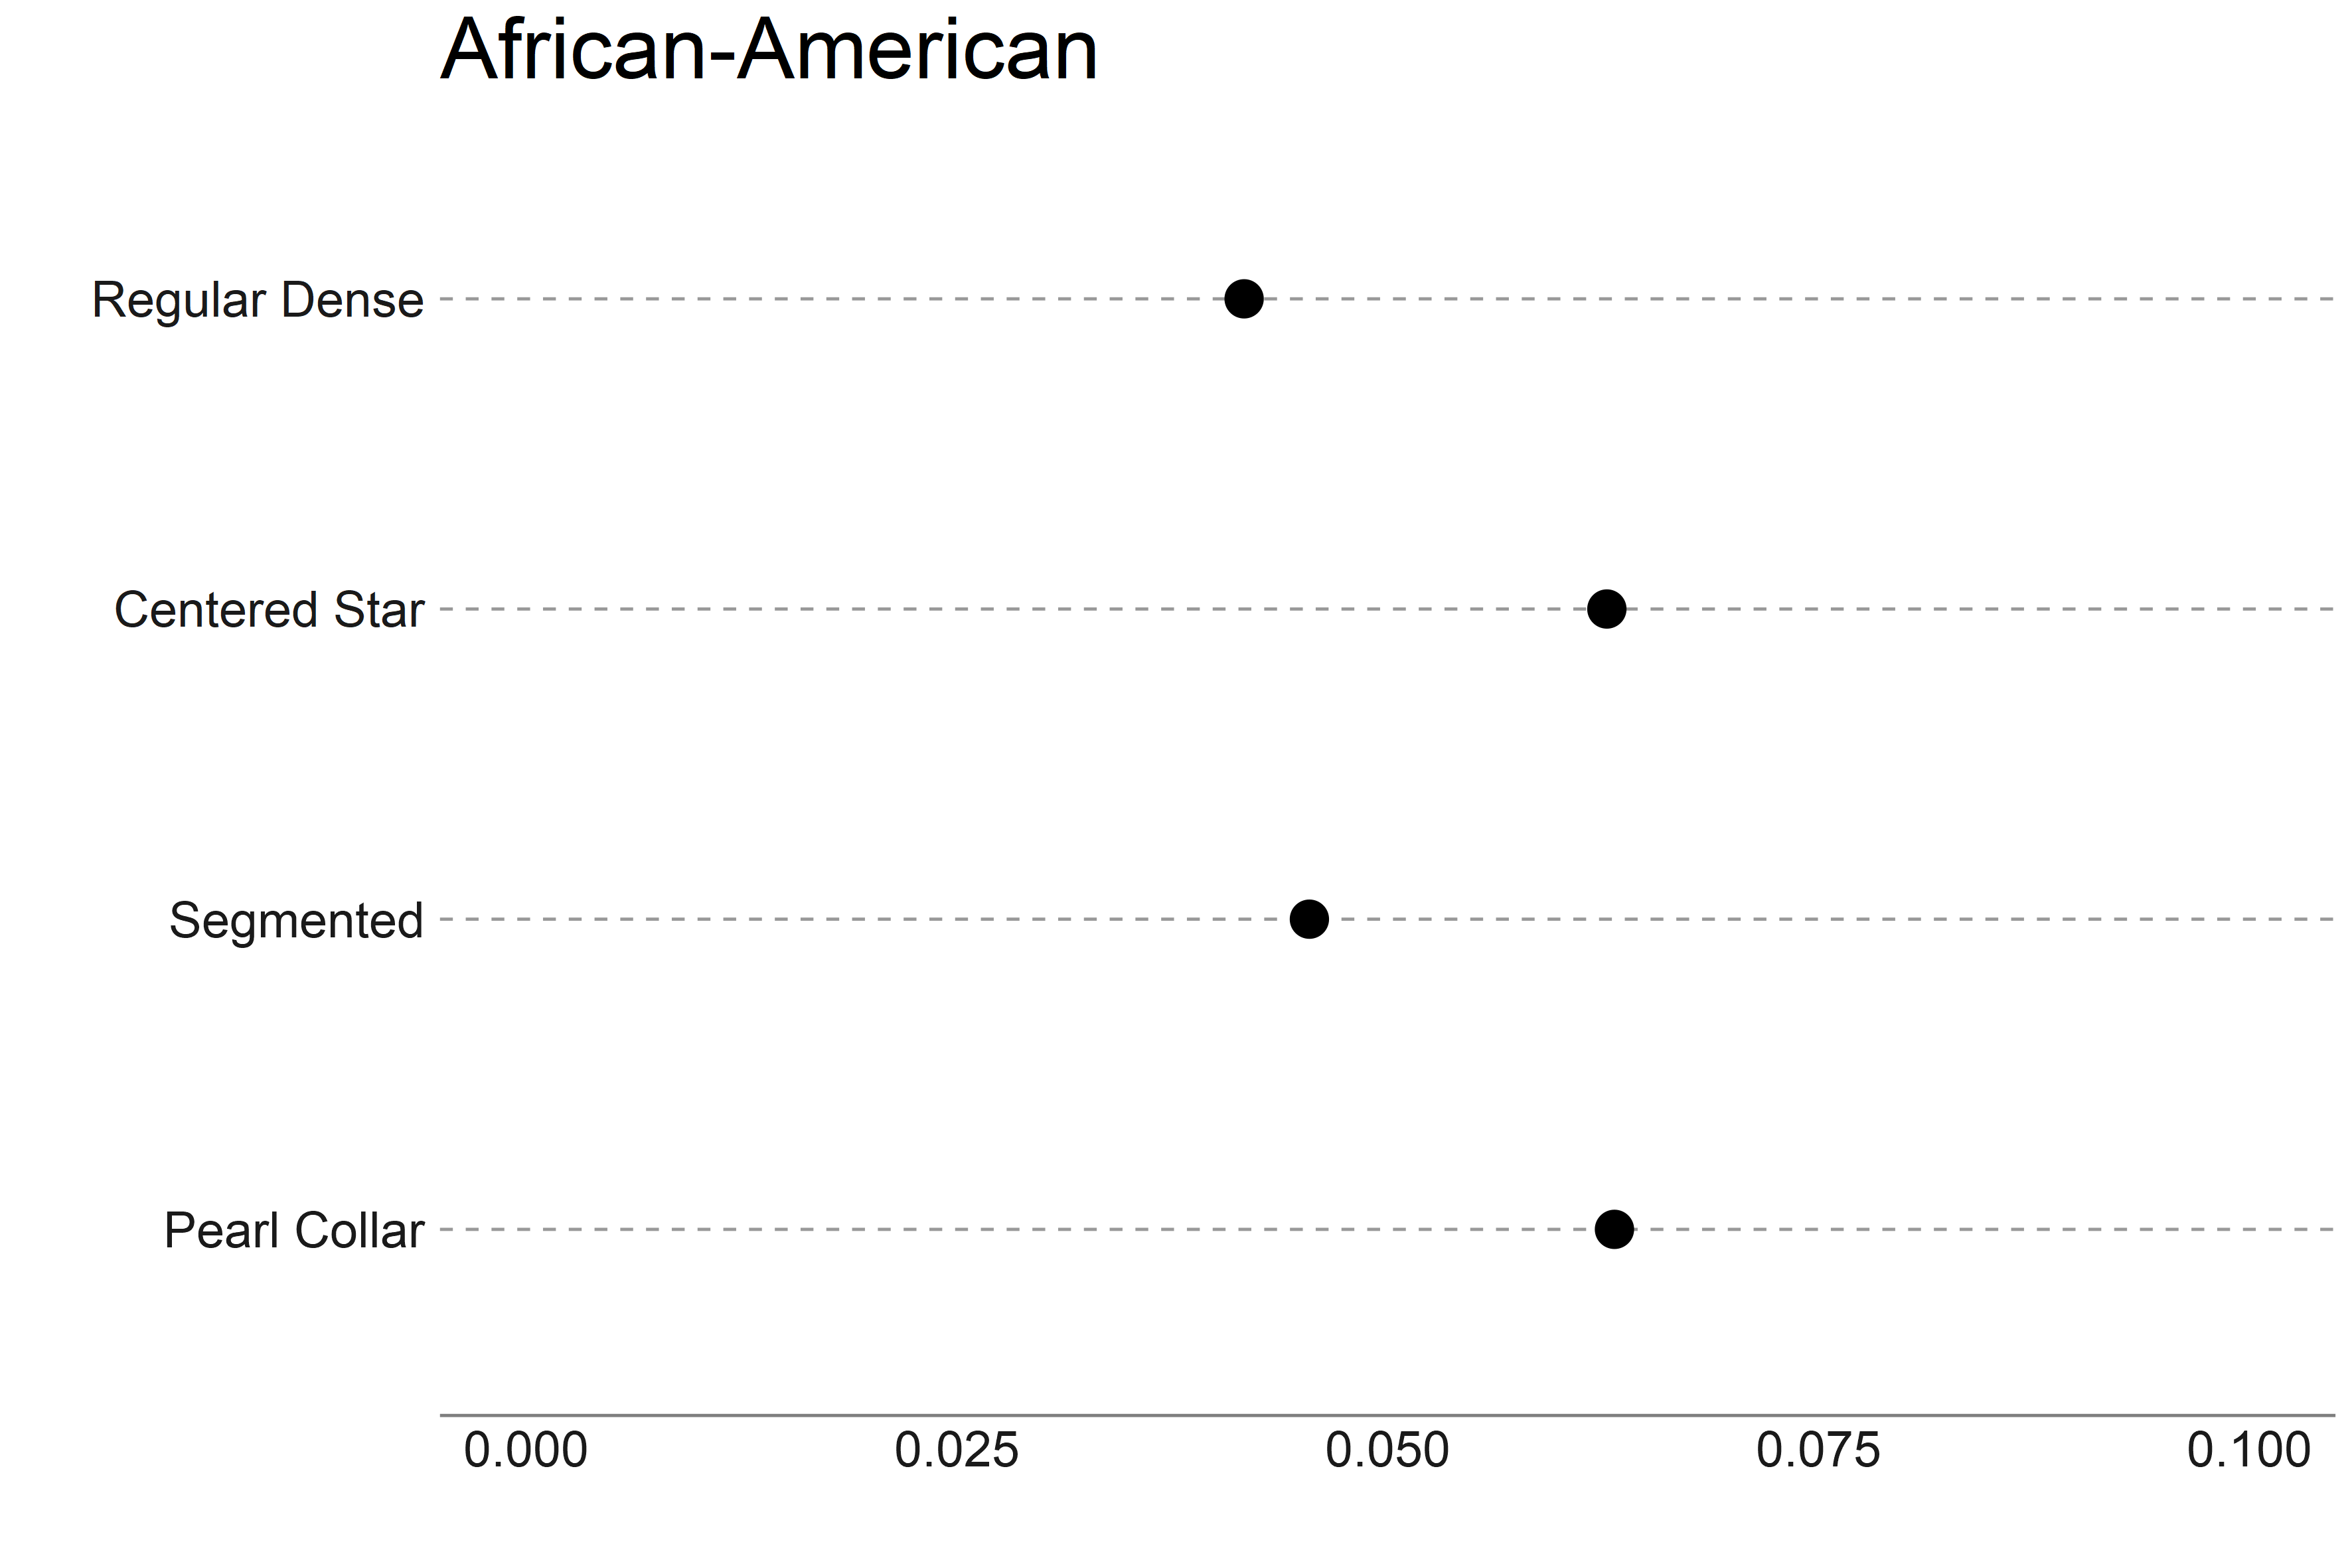 African-American
Regular Dense
Centered Star
Segmented
Pearl Collar
0.000 0.025 0.050 0.075 0.100